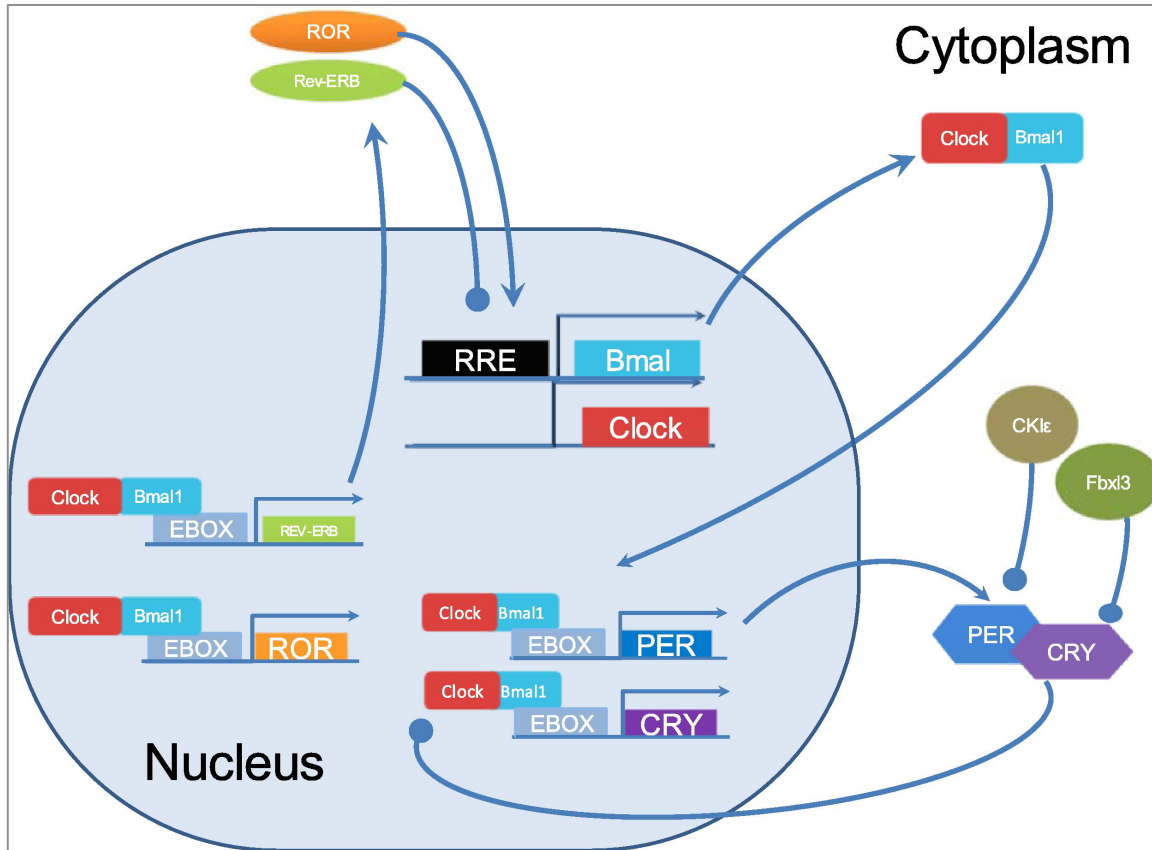 ROR
Rev-ERB
Cytoplasm
Clock Bmal1
RRE Bmal
Clock
CKIε
Fbxl3
Clock Bmal1
EBOX REV-ERB
Clock Bmal1
EBOX ROR
Clock Bmal1
EBOX PER
Clock Bmal1
EBOX CRY
PER
CRY
Nucleus